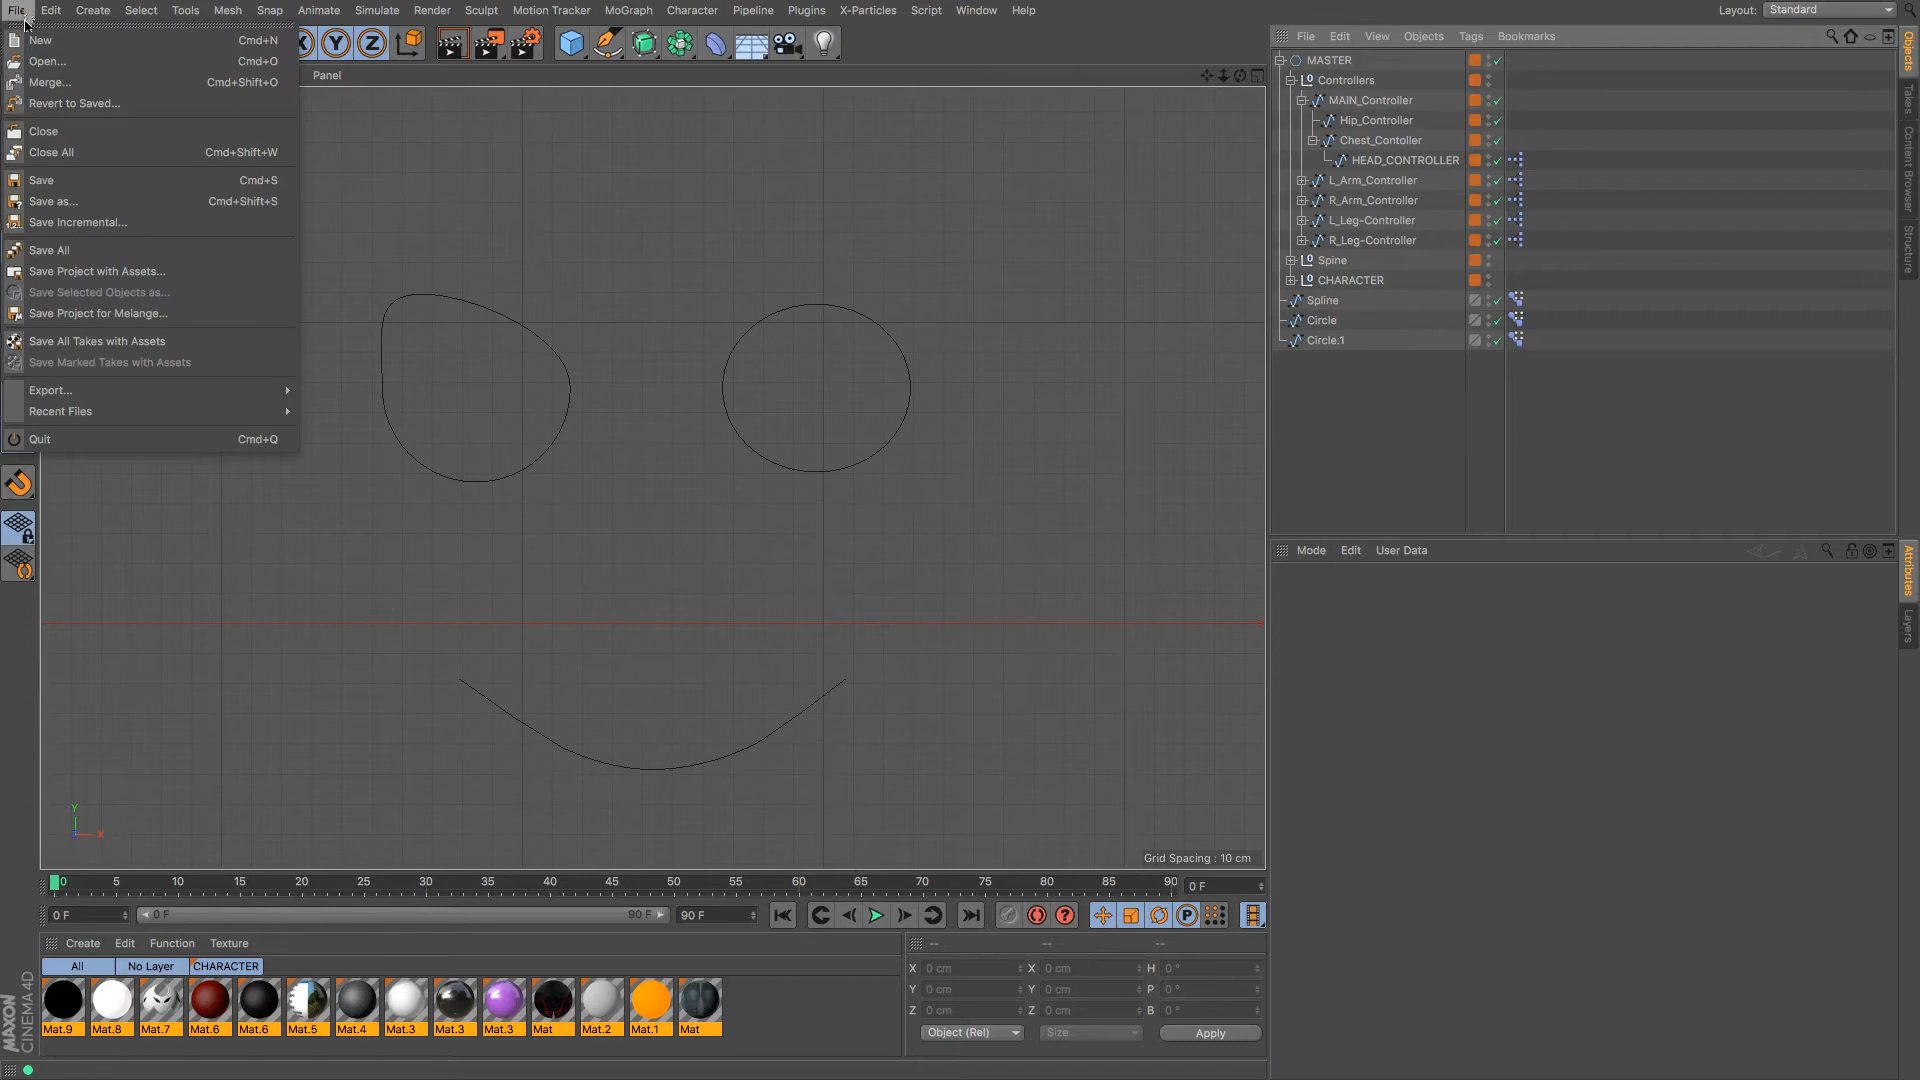 File Edit Create Select Tools Mesh Snap Animate Simulate Render Sculpt Motion Tracker MoGraph Character Pipeline Plugins X-Particles Script Window Help Layout: Standard
New Cmd+N
Open... Cmd+O
Merge... Cmd+Shift+O
Revert to Saved...
Close
Close All Cmd+Shift+W
Save Cmd+S
Save as... Cmd+Shift+S
Save Incremental...
Save All
Save Project with Assets...
Save Selected Objects as...
Save Project for Melange...
Save All Takes with Assets
Save Marked Takes with Assets
Export...
Recent Files
Quit Cmd+Q
X Y Z
Panel
Y
X
Grid Spacing : 10 cm
File Edit View Objects Tags Bookmarks
MASTER
Controllers
MAIN_Controller
Hip_Controller
Chest_Contoller
HEAD_CONTROLLER
L_Arm_Controller
R_Arm_Controller
L_Leg-Controller
R_Leg-Controller
Spine
CHARACTER
Spline
Circle
Circle.1
Objects
Takes
Content Browser
Structure
Mode Edit User Data
Attributes
Layers
0 5 10 15 20 25 30 35 40 45 50 55 60 65 70 75 80 85 90 0 F
0 F 0 F 90 F 90 F
Create Edit Function Texture
All No Layer CHARACTER
Mat.9 Mat.8 Mat.7 Mat.6 Mat.6 Mat.5 Mat.4 Mat.3 Mat.3 Mat.3 Mat Mat.2 Mat.1 Mat
-- -- --
X 0 cm X 0 cm H 0 °
Y 0 cm Y 0 cm P 0 °
Z 0 cm Z 0 cm B 0 °
Object (Rel) Size Apply
MAXON
CINEMA 4D